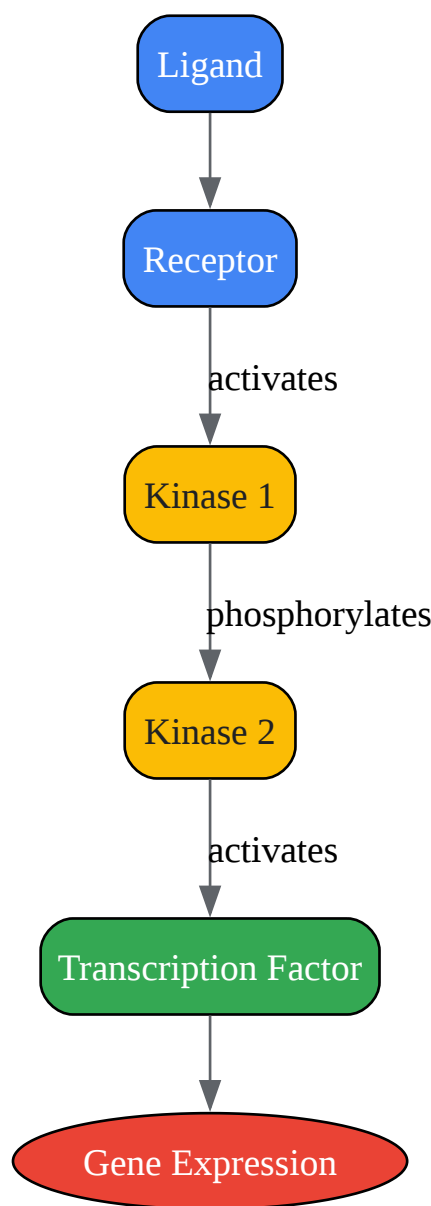 Ligand
Receptor
activates
Kinase 1
phosphorylates
Kinase 2
activates
Transcription Factor
Gene Expression